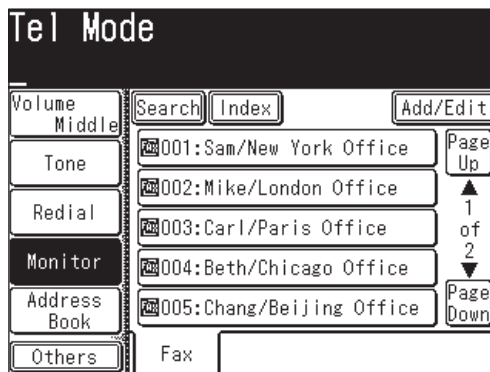 Tel Mode
Volume
Middle
Tone
Redial
Monitor
Address
Book
Others
Search
Index
Add/Edit
001:Sam/New York Office
002:Mike/London Office
003:Carl/Paris Office
004:Beth/Chicago Office
005:Chang/Beijing Office
Page
Up
1
of
2
Page
Down
Fax